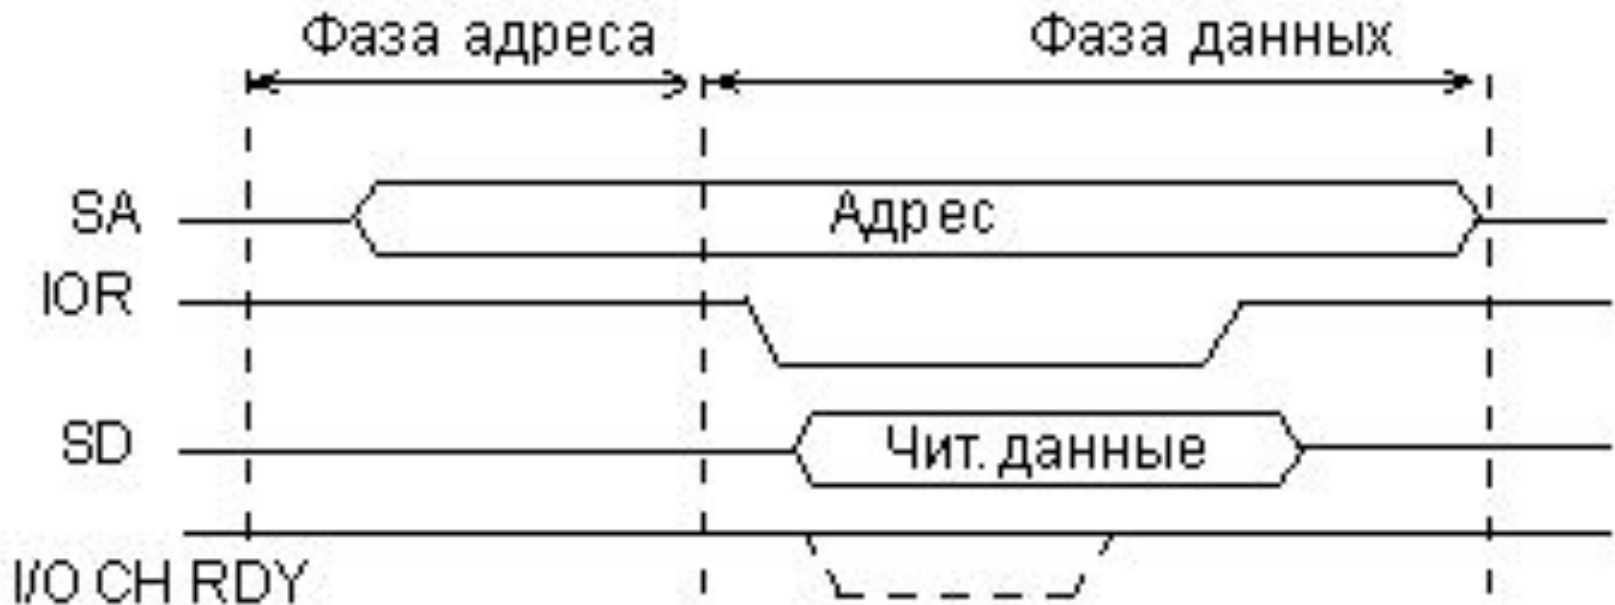 Фаза адреса
Фаза данных
SA
Адрес
IOR
SD
Чит. данные
I/O CH RDY